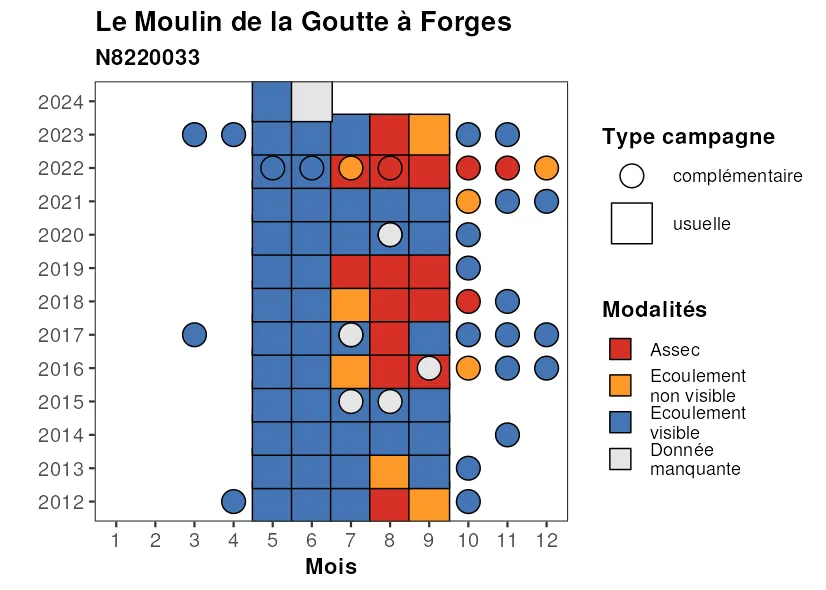 Le Moulin de la Goutte à Forges
N8220033
2024
2023
2022
2021
2020
2019
2018
2017
2016
2015
2014
2013
2012
1 2 3 4 5 6 7 8 9 10 11 12
Mois
Type campagne
complémentaire
usuelle
Modalités
Assec
Ecoulement
non visible
Ecoulement
visible
Donnée
manquante